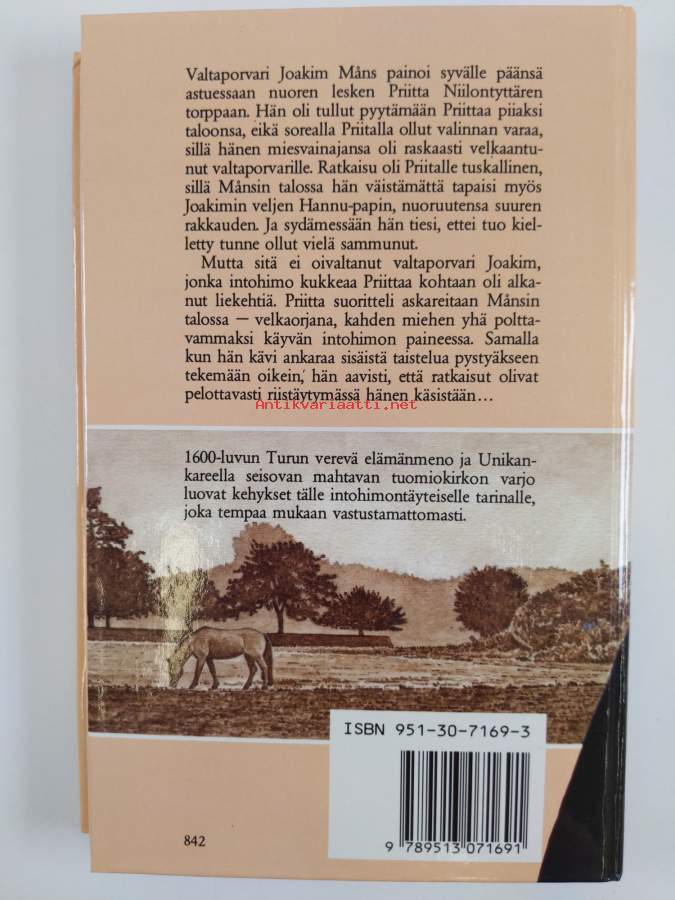 Valtaporvari Joakim Måns painoi syvälle päänsä
astuessaan nuoren lesken Priitta Niilontyttären
torppaan. Hän oli tullut pyytämään Priittaa piiaksi
taloonsa, eikä sorealla Priitalla ollut valinnan varaa,
sillä hänen miesvainajansa oli raskaasti velkaantu-
nut valtaporvarille. Ratkaisu oli Priitalle tuskallinen,
sillä Månsin talossa hän väistämättä tapaisi myös
Joakimin veljen Hannu-papin, nuoruutensa suuren
rakkauden. Ja sydämessään hän tiesi, ettei tuo kiel-
letty tunne ollut vielä sammunut.
Mutta sitä ei oivaltanut valtaporvari Joakim,
jonka intohimo kukkeaa Priittaa kohtaan oli alka-
nut liekehtiä. Priitta suoritteli askareitaan Månsin
talossa — velkaorjana, kahden miehen yhä poltta-
vammaksi käyvän intohimon paineessa. Samalla
kun hän kävi ankaraa sisäistä taistelua pystyäkseen
tekemään oikein, hän aavisti, että ratkaisut olivat
pelottavasti riistäytymässä hänen käsistään...
Antikvariaatti.net
1600-luvun Turun verevä elämänmeno ja Unikan-
kareella seisovan mahtavan tuomiokirkon varjo
luovat kehykset tälle intohimontäyteiselle tarinalle,
joka tempaa mukaan vastustamattomasti.
ISBN 951-30-7169-3
9 789513 071691
842